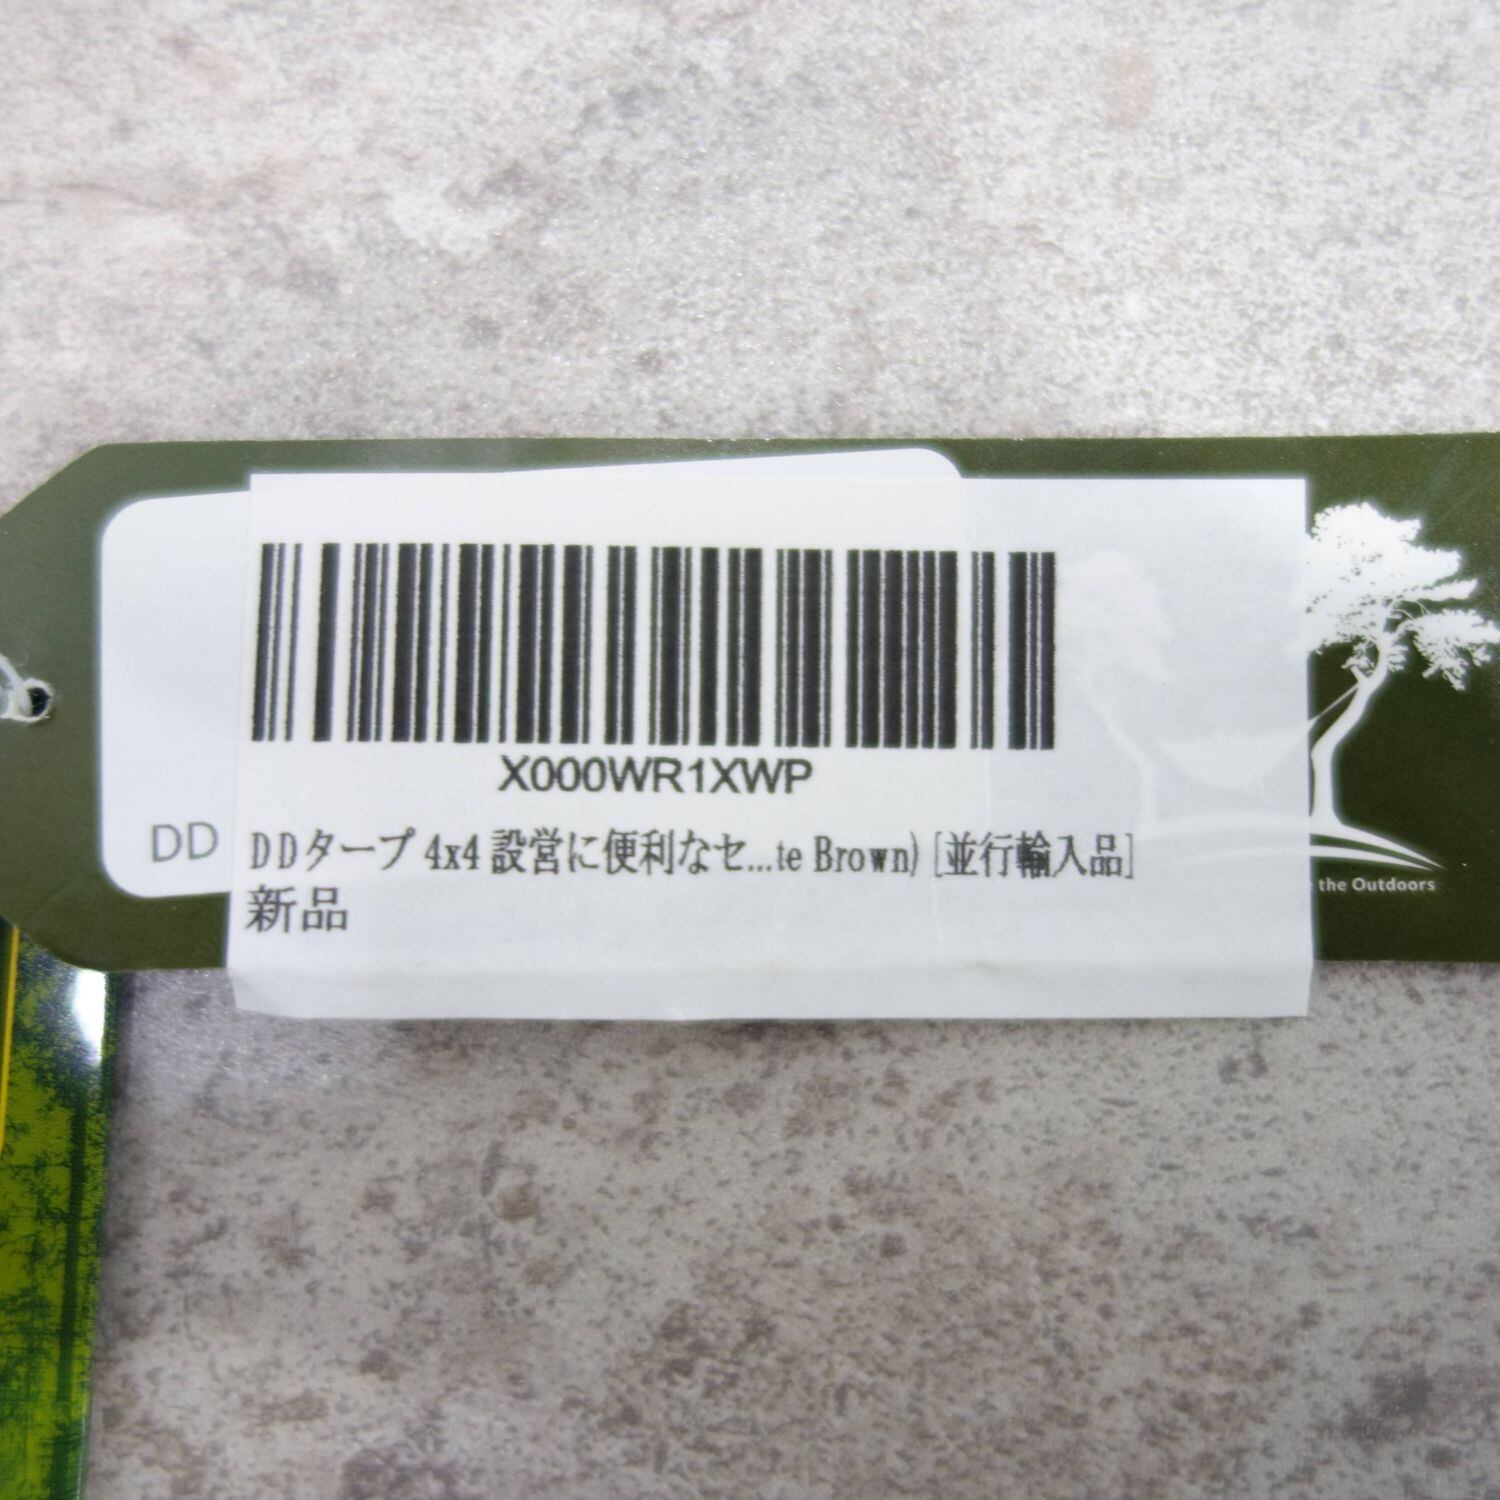 X000WR1XWP
DD
DDタープ 4x4 設営に便利なセ...te Brown) [並行輸入品]
新品
the Outdoors